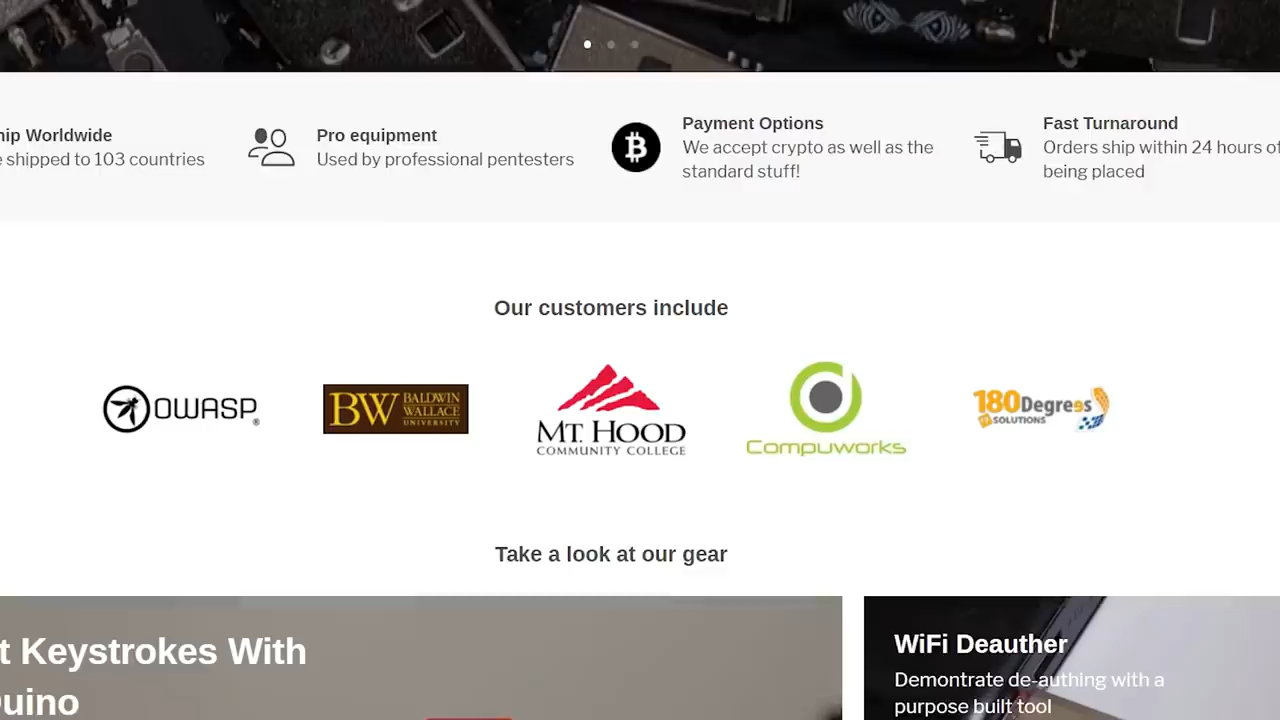 hip Worldwide
e shipped to 103 countries
Pro equipment
Used by professional pentesters
Payment Options
We accept crypto as well as the
standard stuff!
Fast Turnaround
Orders ship within 24 hours of
being placed
Our customers include
OWASP®
BW BALDWIN
WALLACE
UNIVERSITY
MT. HOOD
COMMUNITY COLLEGE
Compuworks
180Degrees
IT SOLUTIONS
Take a look at our gear
t Keystrokes With
Duino
WiFi Deauther
Demontrate de-authing with a
purpose built tool